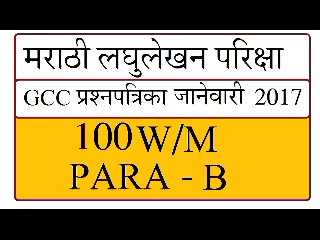 मराठी लघुलेखन परिक्षा
GCC प्रश्नपत्रिका जानेवारी 2017
100 W/M
PARA - B